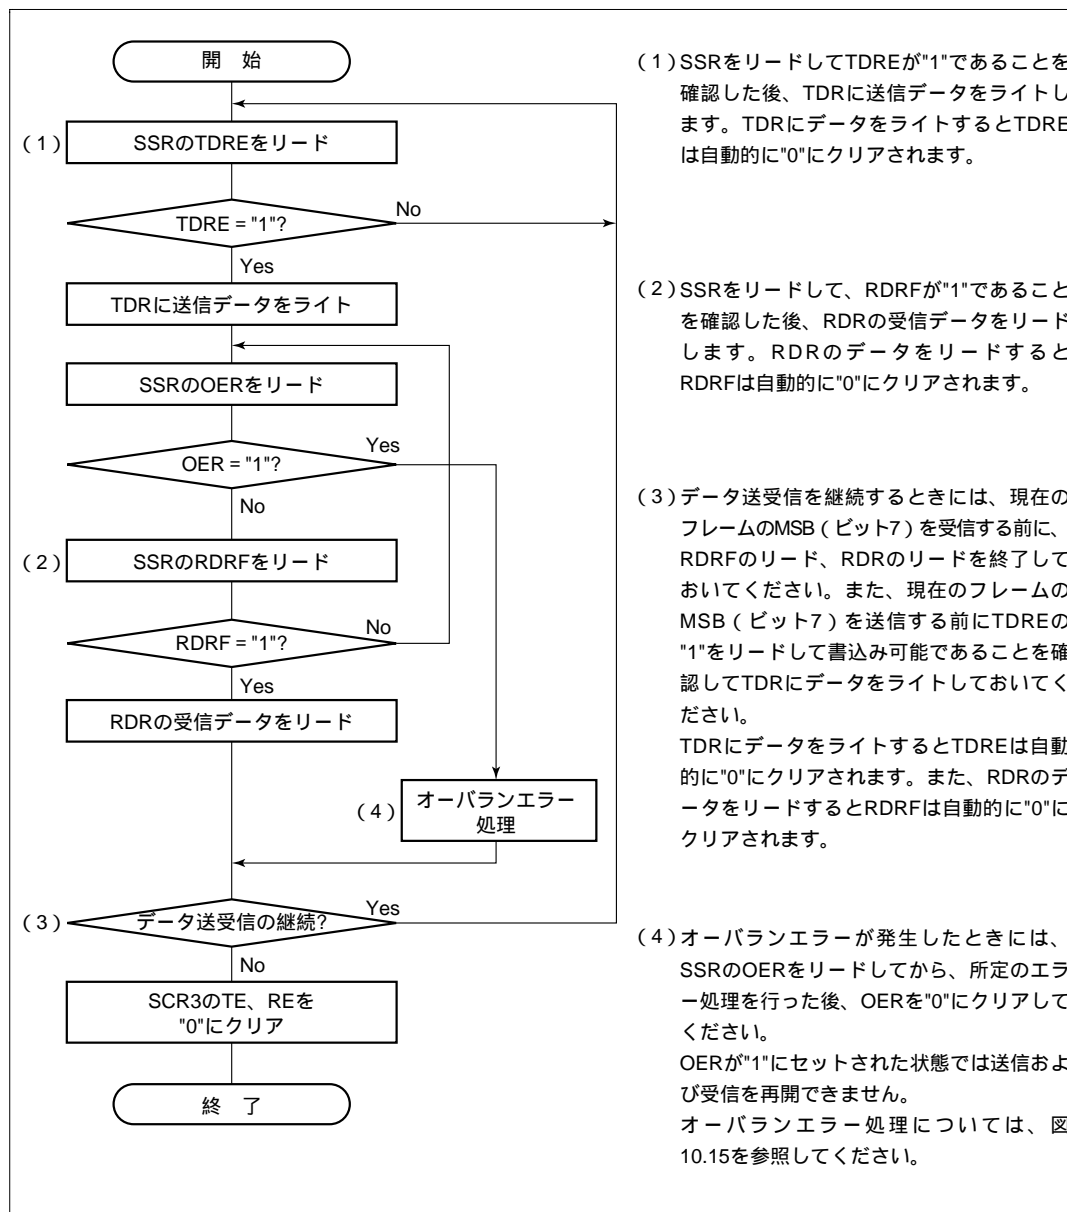 開 始
(1)
SSRのTDREをリード
TDRE = "1"?
No
Yes
TDRに送信データをライト
SSRのOERをリード
OER = "1"?
Yes
No
(2)
SSRのRDRFをリード
RDRF = "1"?
No
Yes
RDRの受信データをリード
(4)
オーバランエラー
処理
(3)
データ送受信の継続?
Yes
No
SCR3のTE、REを
"0"にクリア
終 了
(1)SSRをリードしてTDREが"1"であることを
確認した後、TDRに送信データをライトし
ます。TDRにデータをライトするとTDRE
は自動的に"0"にクリアされます。
(2)SSRをリードして、RDRFが"1"であること
を確認した後、RDRの受信データをリード
します。RDRのデータをリードすると
RDRFは自動的に"0"にクリアされます。
(3)データ送受信を継続するときには、現在の
フレームのMSB(ビット7)を受信する前に、
RDRFのリード、RDRのリードを終了して
おいてください。また、現在のフレームの
MSB(ビット7)を送信する前にTDREの
"1"をリードして書込み可能であることを確
認してTDRにデータをライトしておいてく
ださい。
TDRにデータをライトするとTDREは自動
的に"0"にクリアされます。また、RDRのデ
ータをリードするとRDRFは自動的に"0"に
クリアされます。
(4)オーバランエラーが発生したときには、
SSRのOERをリードしてから、所定のエラ
ー処理を行った後、OERを"0"にクリアして
ください。
OERが"1"にセットされた状態では送信およ
び受信を再開できません。
オーバランエラー処理については、図
10.15を参照してください。